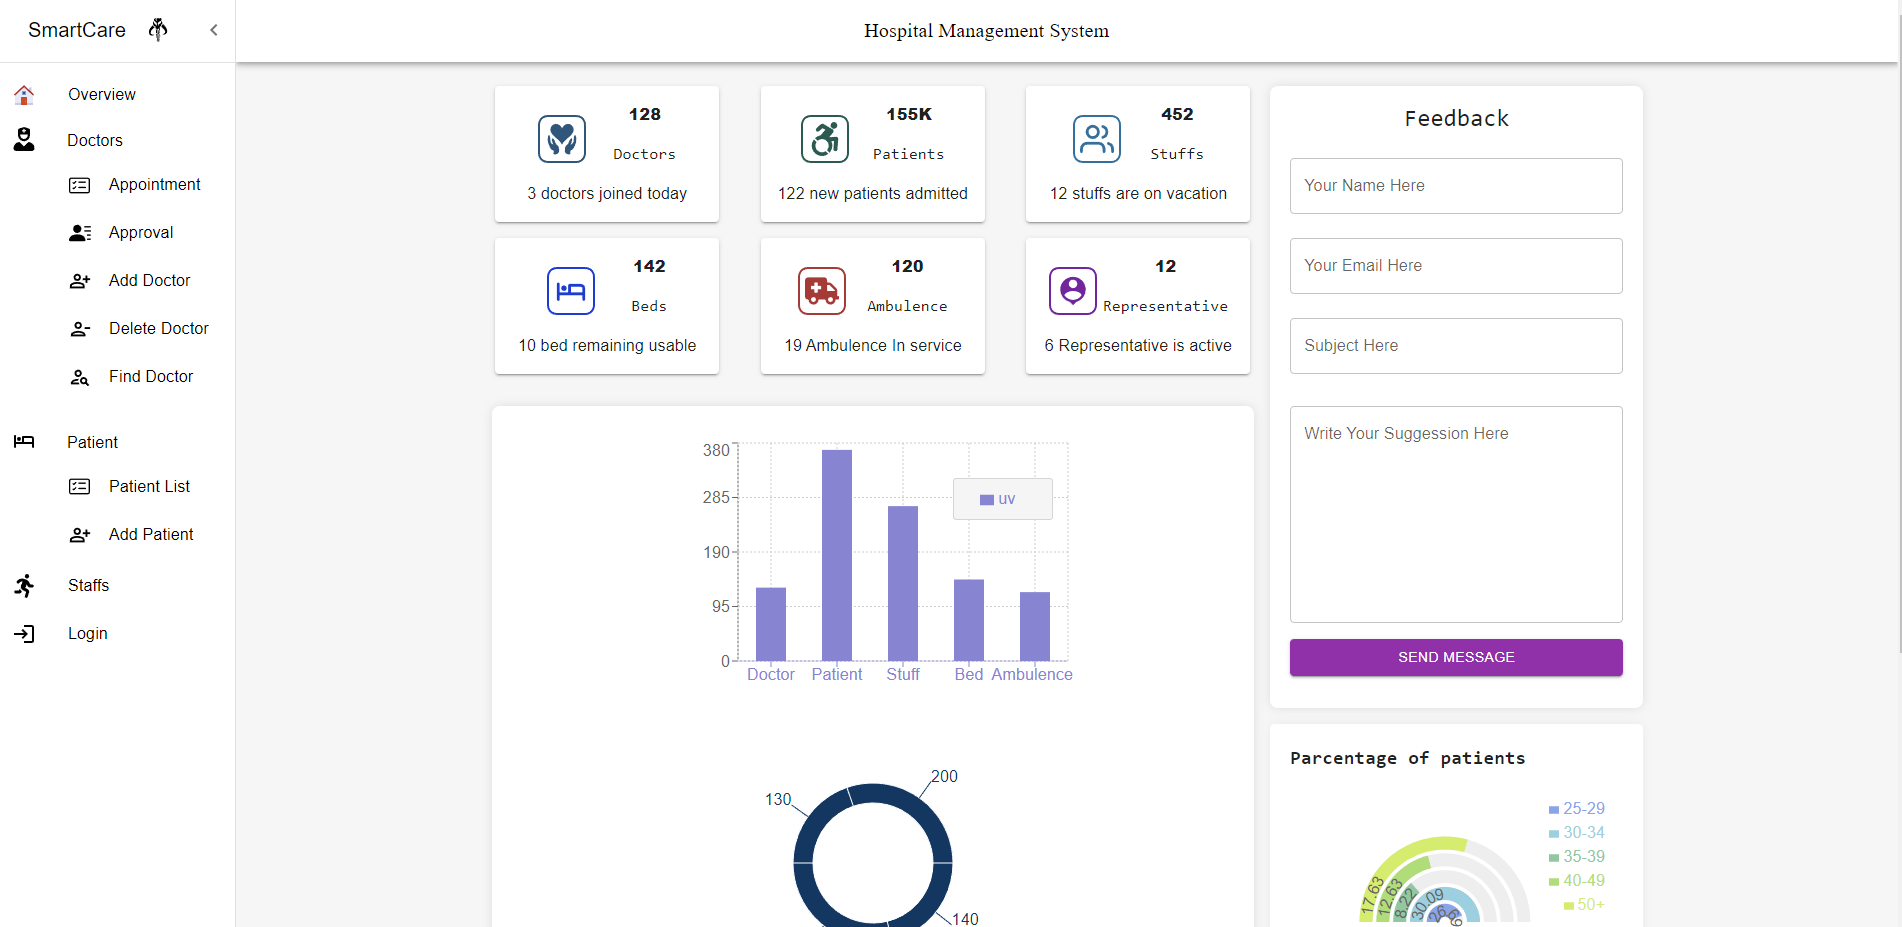 SmartCare
Hospital Management System
Overview
Doctors
Appointment
Approval
Add Doctor
Delete Doctor
Find Doctor
Patient
Patient List
Add Patient
Staffs
Login
128
Doctors
3 doctors joined today
155K
Patients
122 new patients admitted
452
Stuffs
12 stuffs are on vacation
142
Beds
10 bed remaining usable
120
Ambulence
19 Ambulence In service
12
Representative
6 Representative is active
380
285
190
95
0
uv
Doctor Patient Stuff Bed Ambulence
200
130
140
Feedback
Your Name Here
Your Email Here
Subject Here
Write Your Suggession Here
SEND MESSAGE
Parcentage of patients
25-29
30-34
35-39
40-49
50+
17.63
12.63
8.22
30.09